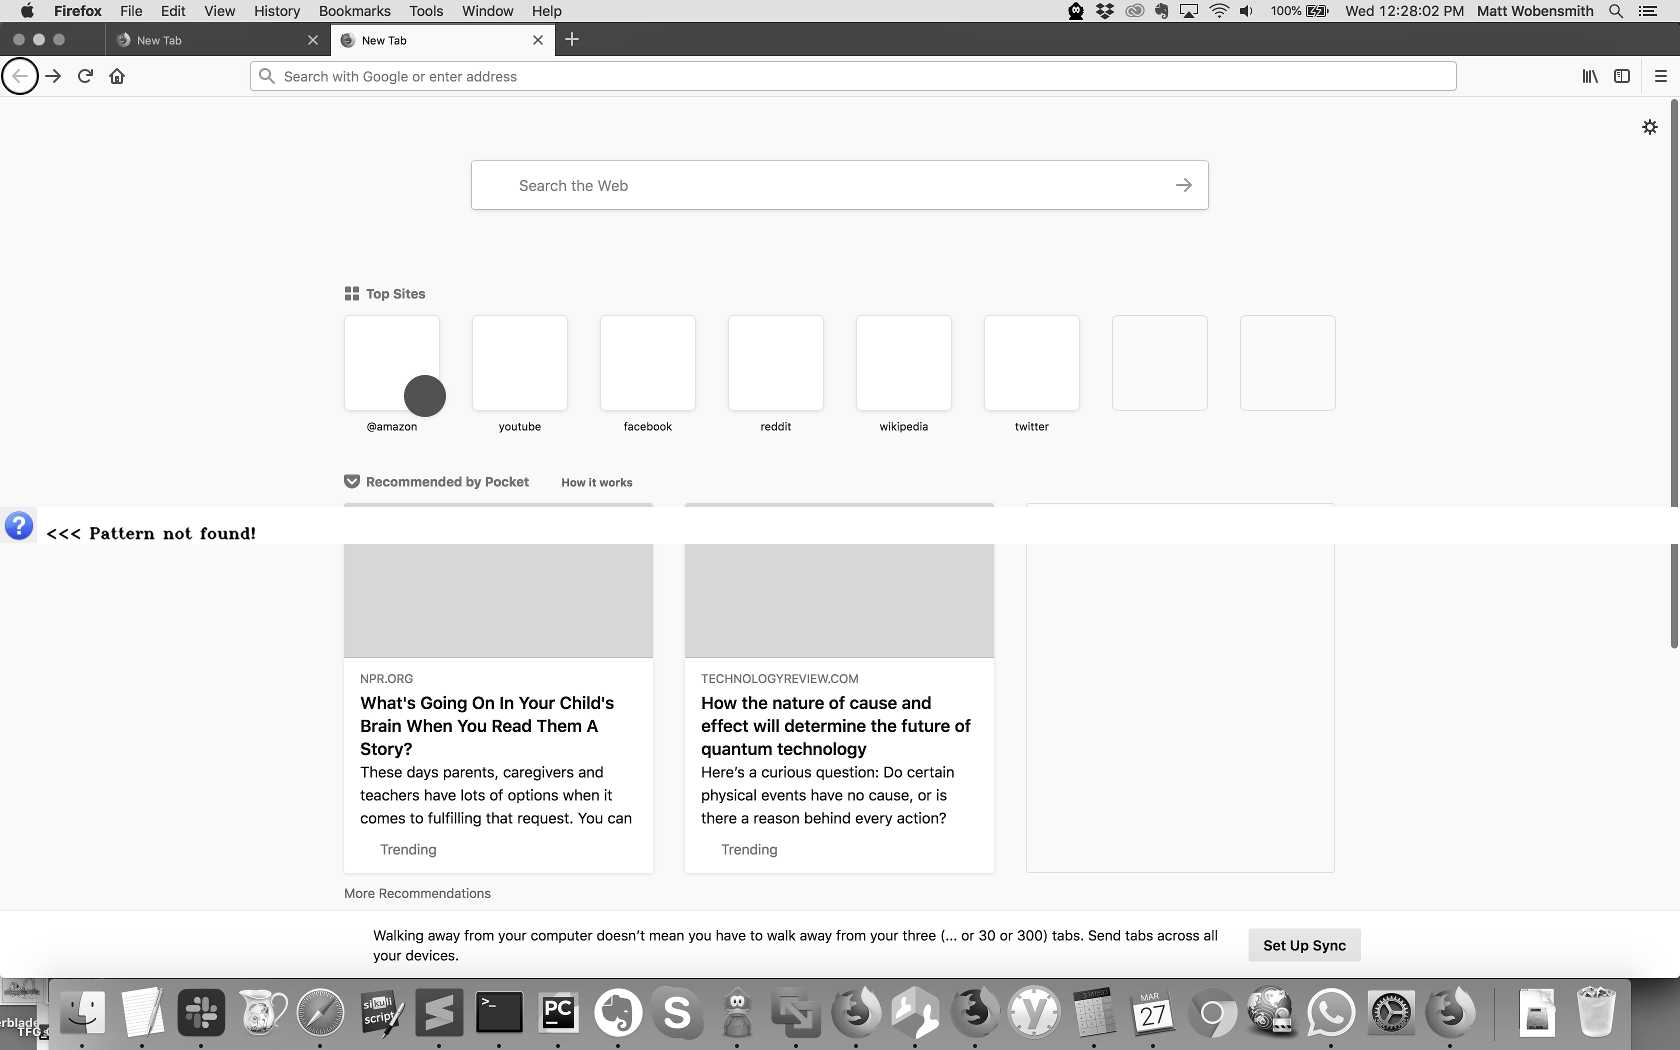 Firefox File Edit View History Bookmarks Tools Window Help 100% Wed 12:28:02 PM Matt Wobensmith
New Tab New Tab
Search with Google or enter address
Search the Web
Top Sites
@amazon youtube facebook reddit wikipedia twitter
Recommended by Pocket How it works
? <<< Pattern not found!
NPR.ORG
What's Going On In Your Child's
Brain When You Read Them A
Story?
These days parents, caregivers and
teachers have lots of options when it
comes to fulfilling that request. You can
Trending
TECHNOLOGYREVIEW.COM
How the nature of cause and
effect will determine the future of
quantum technology
Here’s a curious question: Do certain
physical events have no cause, or is
there a reason behind every action?
Trending
More Recommendations
Walking away from your computer doesn’t mean you have to walk away from your three (... or 30 or 300) tabs. Send tabs across all
your devices.
Set Up Sync
erblade
TFG
sikuli
script
>_
PC
S
MAR
27